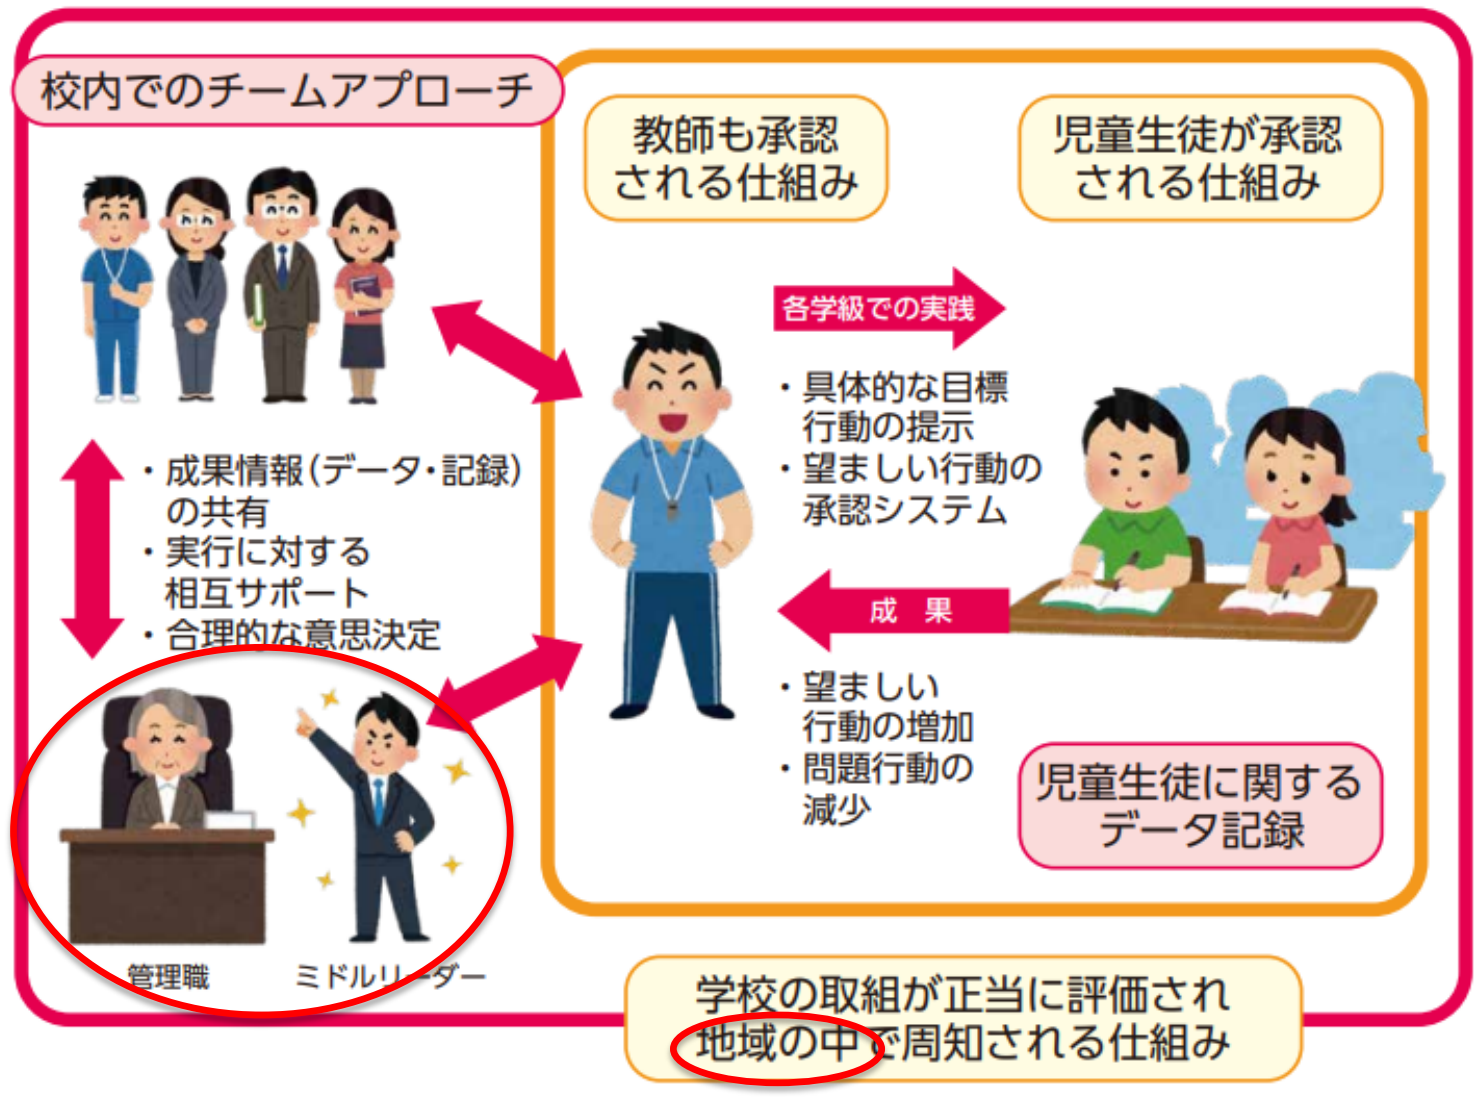 校内でのチームアプローチ
教師も承認
される仕組み
児童生徒が承認
される仕組み
各学級での実践
・具体的な目標
行動の提示
・望ましい行動の
承認システム
・成果情報(データ・記録)
の共有
・実行に対する
相互サポート
・合理的な意思決定
成 果
・望ましい
行動の増加
・問題行動の
減少
児童生徒に関する
データ記録
管理職
ミドルリーダー
学校の取組が正当に評価され
地域の中で周知される仕組み